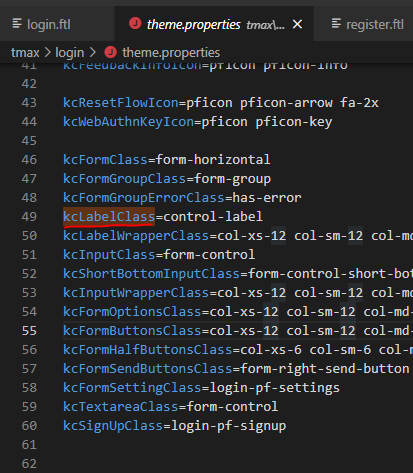 login.ftl
theme.properties tmax\...
register.ftl
tmax > login > theme.properties
41 kcFeedbackInfoIcon=pficon pficon-info
42
43 kcResetFlowIcon=pficon pficon-arrow fa-2x
44 kcWebAuthnKeyIcon=pficon pficon-key
45
46 kcFormClass=form-horizontal
47 kcFormGroupClass=form-group
48 kcFormGroupErrorClass=has-error
49 kcLabelClass=control-label
50 kcLabelWrapperClass=col-xs-12 col-sm-12 col-md
51 kcInputClass=form-control
52 kcShortBottomInputClass=form-control-short-bot
53 kcInputWrapperClass=col-xs-12 col-sm-12 col-md
54 kcFormOptionsClass=col-xs-12 col-sm-12 col-md-
55 kcFormButtonsClass=col-xs-12 col-sm-12 col-md-
56 kcFormHalfButtonsClass=col-xs-6 col-sm-6 col-m
57 kcFormSendButtonsClass=form-right-send-button
58 kcFormSettingClass=login-pf-settings
59 kcTextareaClass=form-control
60 kcSignUpClass=login-pf-signup
61
62